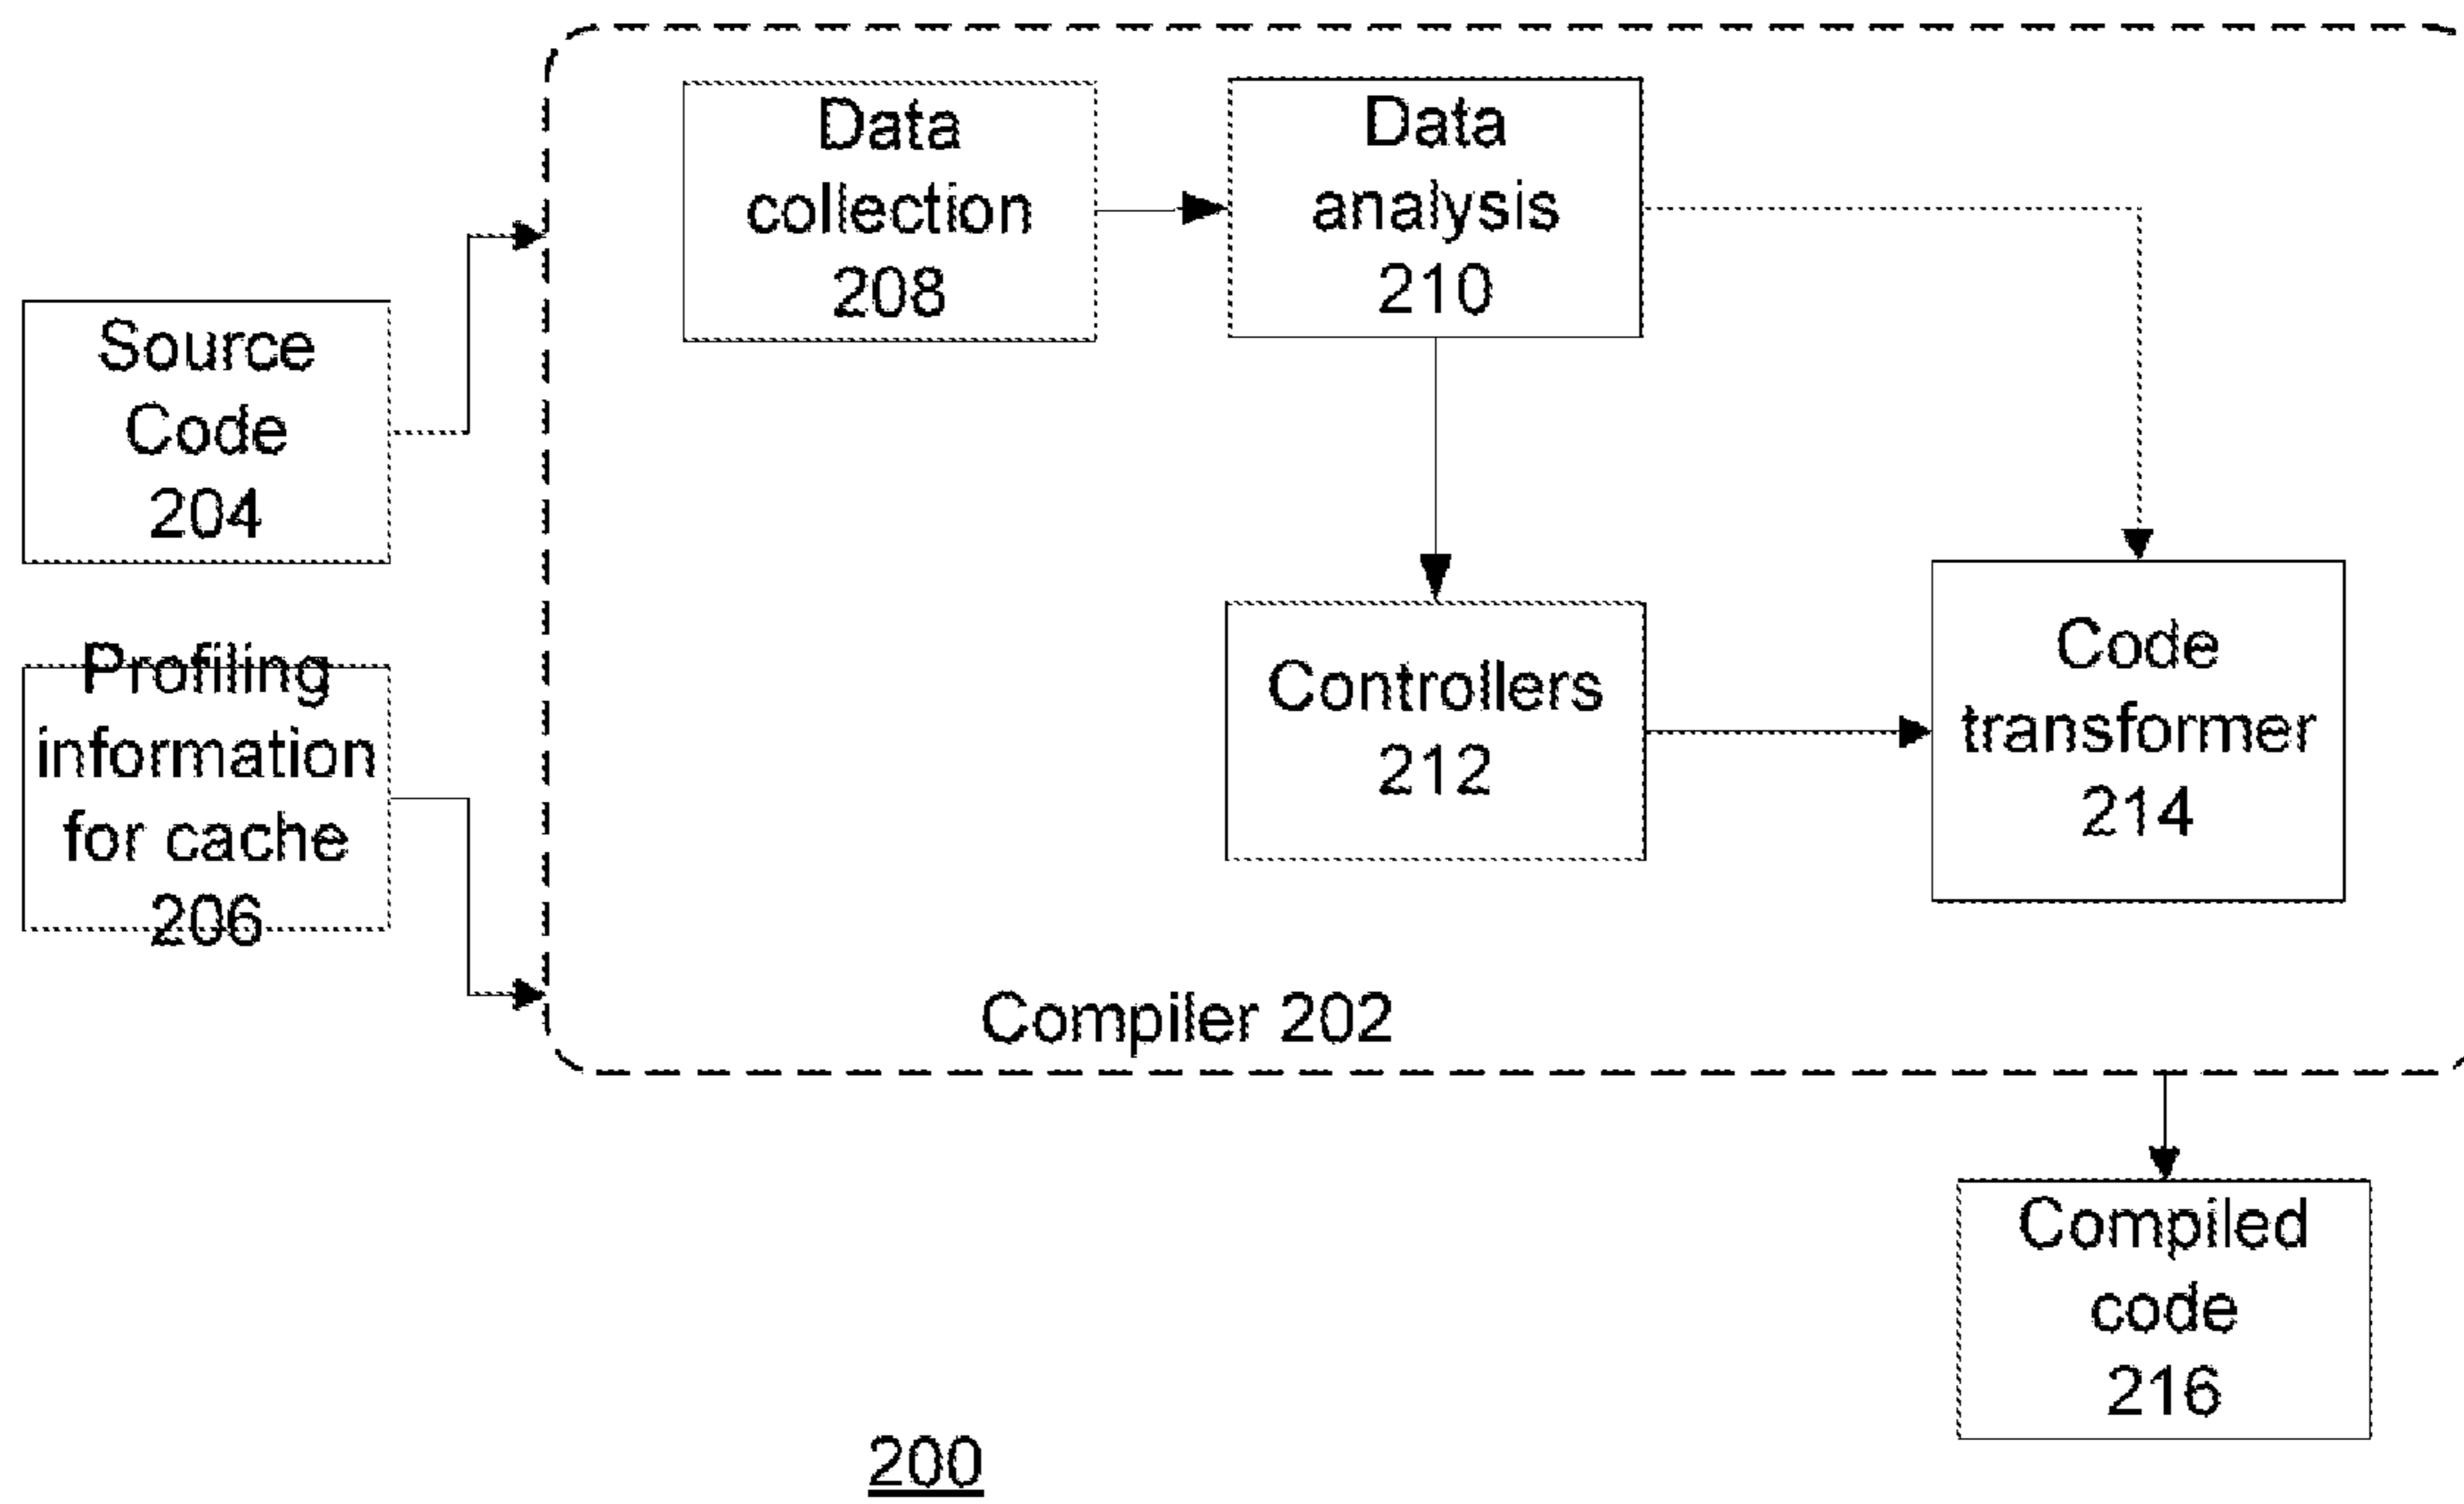 Data
collection
208
Data
analysis
210
Source
Code
204
Profiling
information
for cache
206
Controllers
212
Code
transformer
214
Compiler 202
Compiled
code
216
200